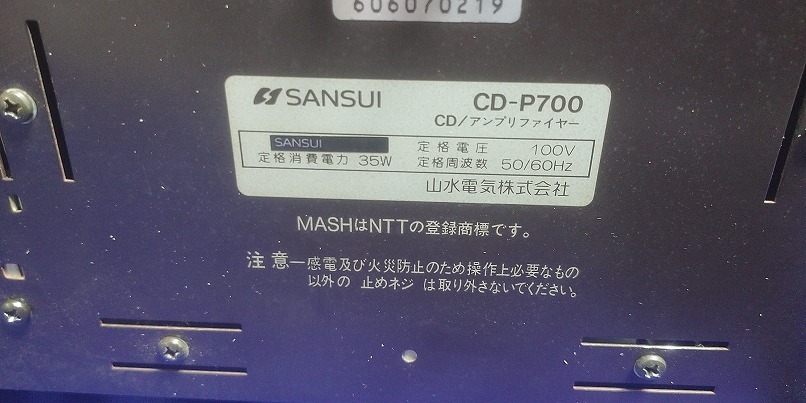 606070219
SANSUI CD-P700
CD/アンプリファイヤー
SANSUI 定格電圧 100V
定格消費電力 35W 定格周波数 50/60Hz
山水電気株式会社
MASHはNTTの登録商標です。
注意－感電及び火災防止のため操作上必要なもの
以外の 止めネジ は取り外さないでください。